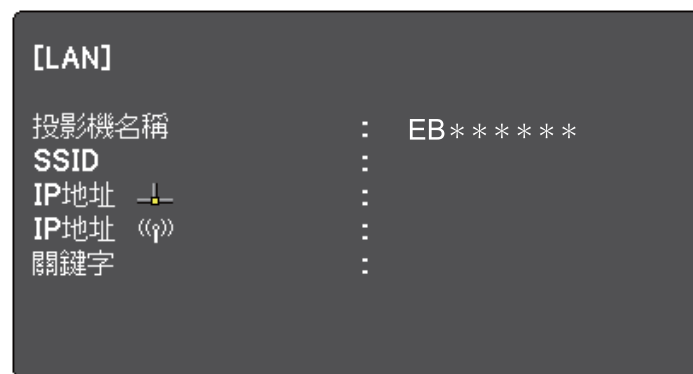 [LAN]
投影機名稱 : EB＊＊＊＊＊＊
SSID :
IP地址 :
IP地址 :
關鍵字 :